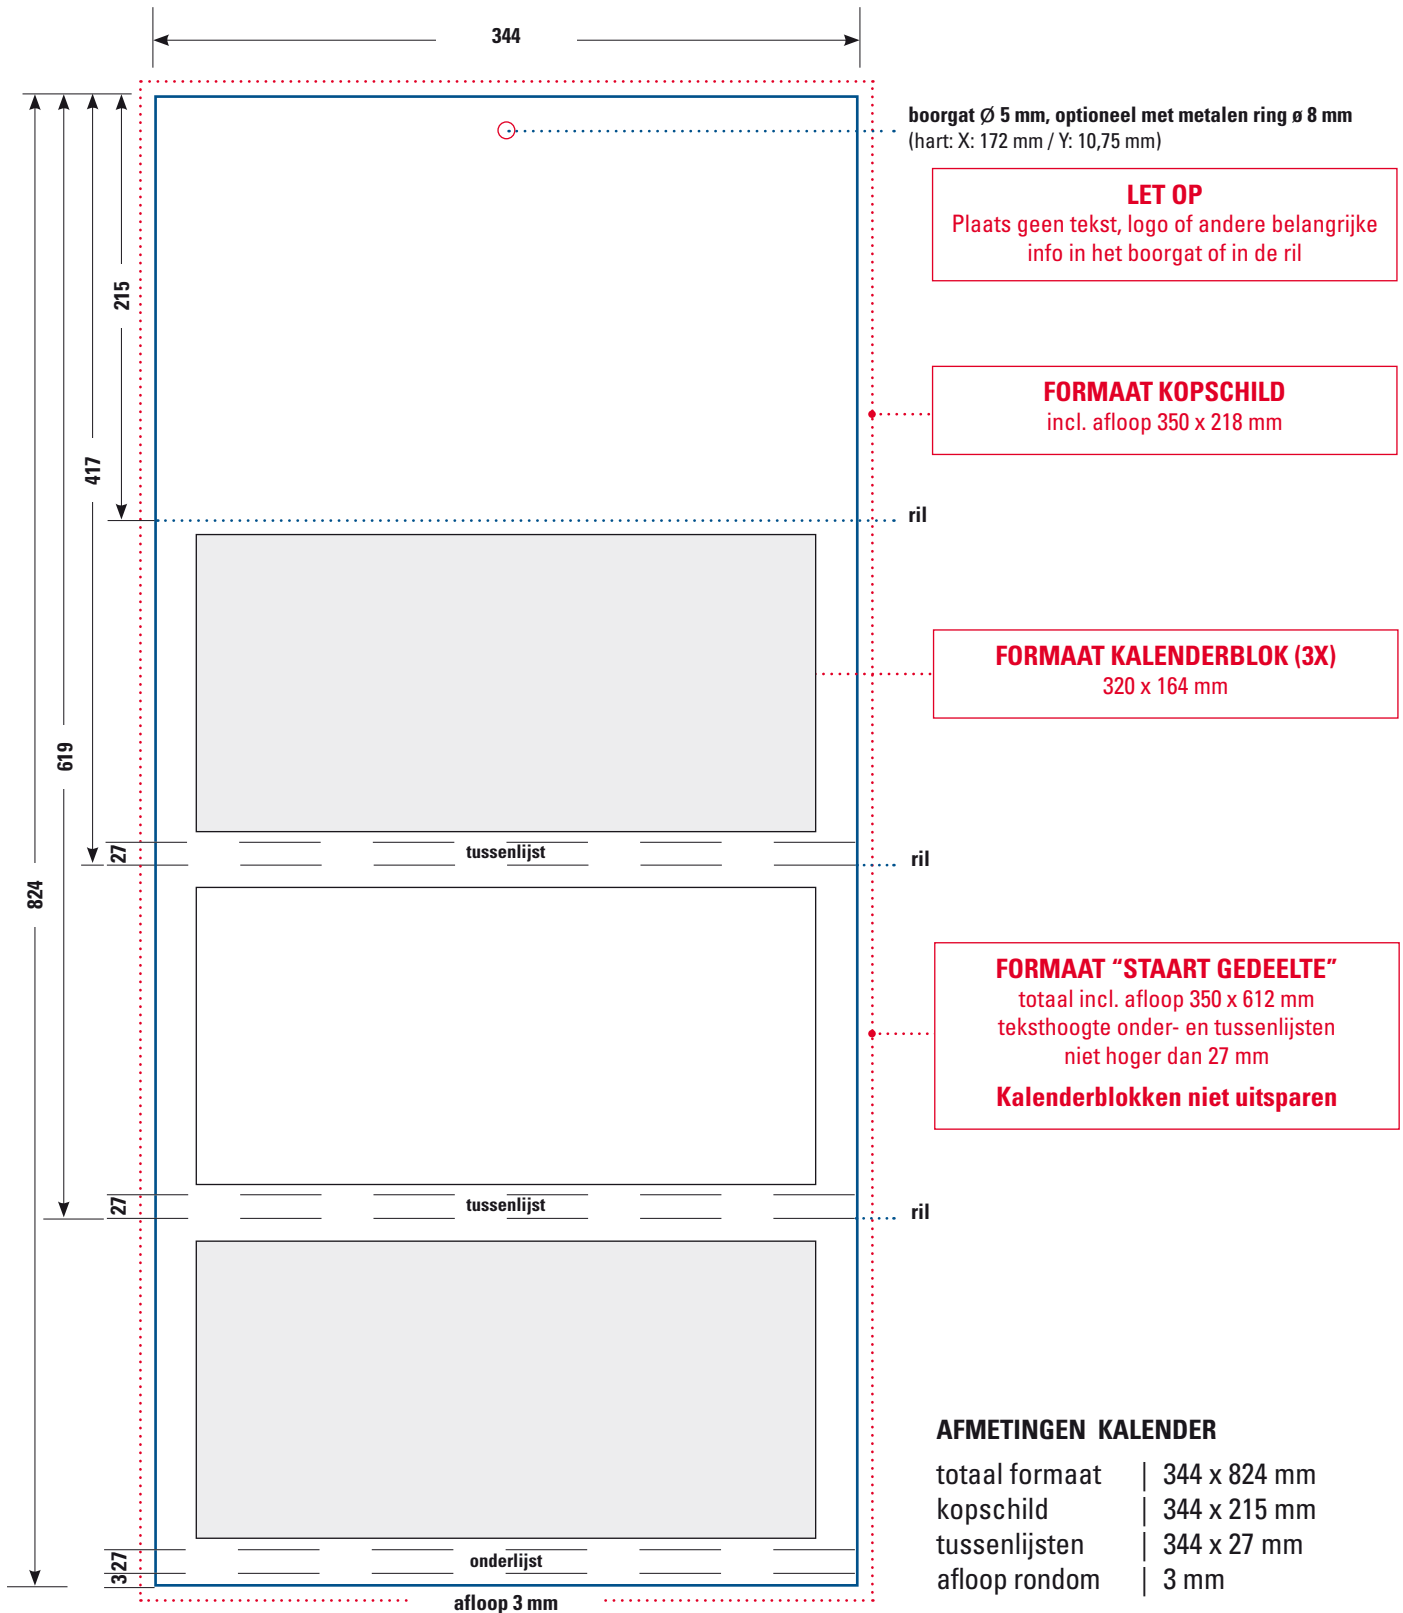 344
boorgat Ø 5 mm, optioneel met metalen ring ø 8 mm
(hart: X: 172 mm / Y: 10,75 mm)
LET OP
Plaats geen tekst, logo of andere belangrijke
info in het boorgat of in de ril
215
FORMAAT KOPSCHILD
incl. afloop 350 x 218 mm
417
ril
FORMAAT KALENDERBLOK (3X)
320 x 164 mm
619
27
tussenlijst
ril
824
FORMAAT “STAART GEDEELTE”
totaal incl. afloop 350 x 612 mm
teksthoogte onder- en tussenlijsten
niet hoger dan 27 mm
Kalenderblokken niet uitsparen
27
tussenlijst
ril
AFMETINGEN KALENDER
totaal formaat | 344 x 824 mm
kopschild | 344 x 215 mm
tussenlijsten | 344 x 27 mm
afloop rondom | 3 mm
327
onderlijst
afloop 3 mm